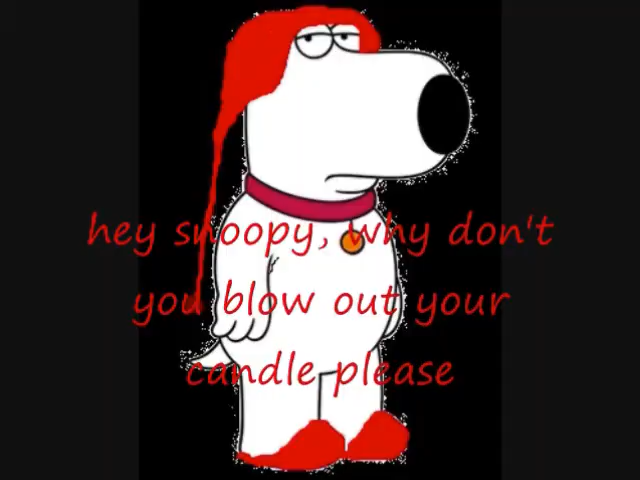 hey snoopy, why don't
you blow out your
candle please